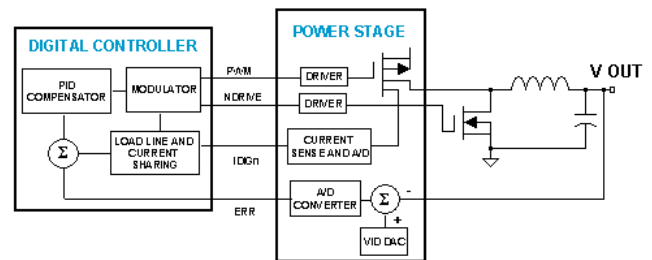 DIGITAL CONTROLLER
POWER STAGE
PID
COMPENSATOR
MODULATOR
Σ
LOAD LINE AND
CURRENT
SHARING
PWM
NDRIVE
IDIGn
ERR
DRIVER
DRIVER
CURRENT
SENSE AND A/D
A/D
CONVERTER
Σ
-
+
VID DAC
V OUT